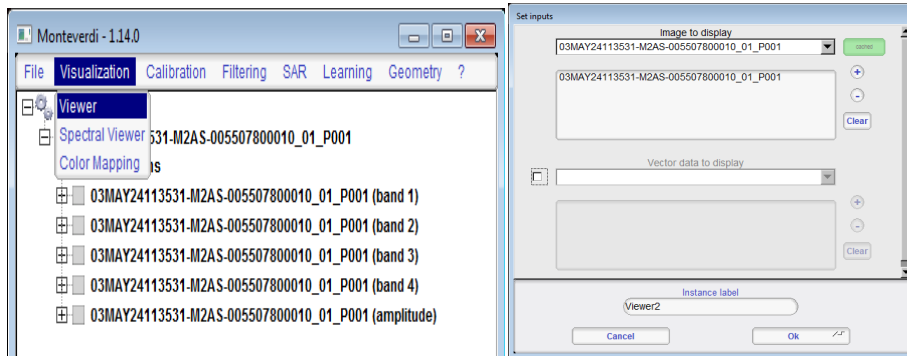 Monteverdi - 1.14.0
File Visualization Calibration Filtering SAR Learning Geometry ?
Viewer
Spectral Viewer
531-M2AS-005507800010_01_P001
Color Mapping
03MAY24113531-M2AS-005507800010_01_P001 (band 1)
03MAY24113531-M2AS-005507800010_01_P001 (band 2)
03MAY24113531-M2AS-005507800010_01_P001 (band 3)
03MAY24113531-M2AS-005507800010_01_P001 (band 4)
03MAY24113531-M2AS-005507800010_01_P001 (amplitude)
Set inputs
Image to display
03MAY24113531-M2AS-005507800010_01_P001
03MAY24113531-M2AS-005507800010_01_P001
+
-
Clear
Vector data to display
+
-
Clear
Instance label
Viewer2
Cancel Ok